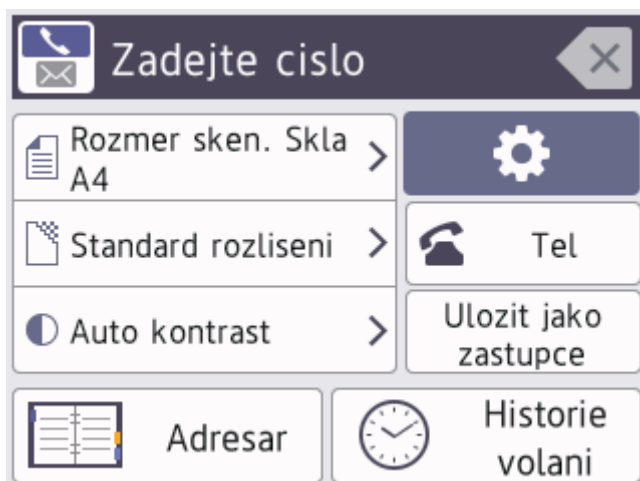 Zadejte cislo
Rozmer sken. Skla
A4
Standard rozliseni
Auto kontrast
Tel
Ulozit jako
zastupce
Adresar
Historie
volani